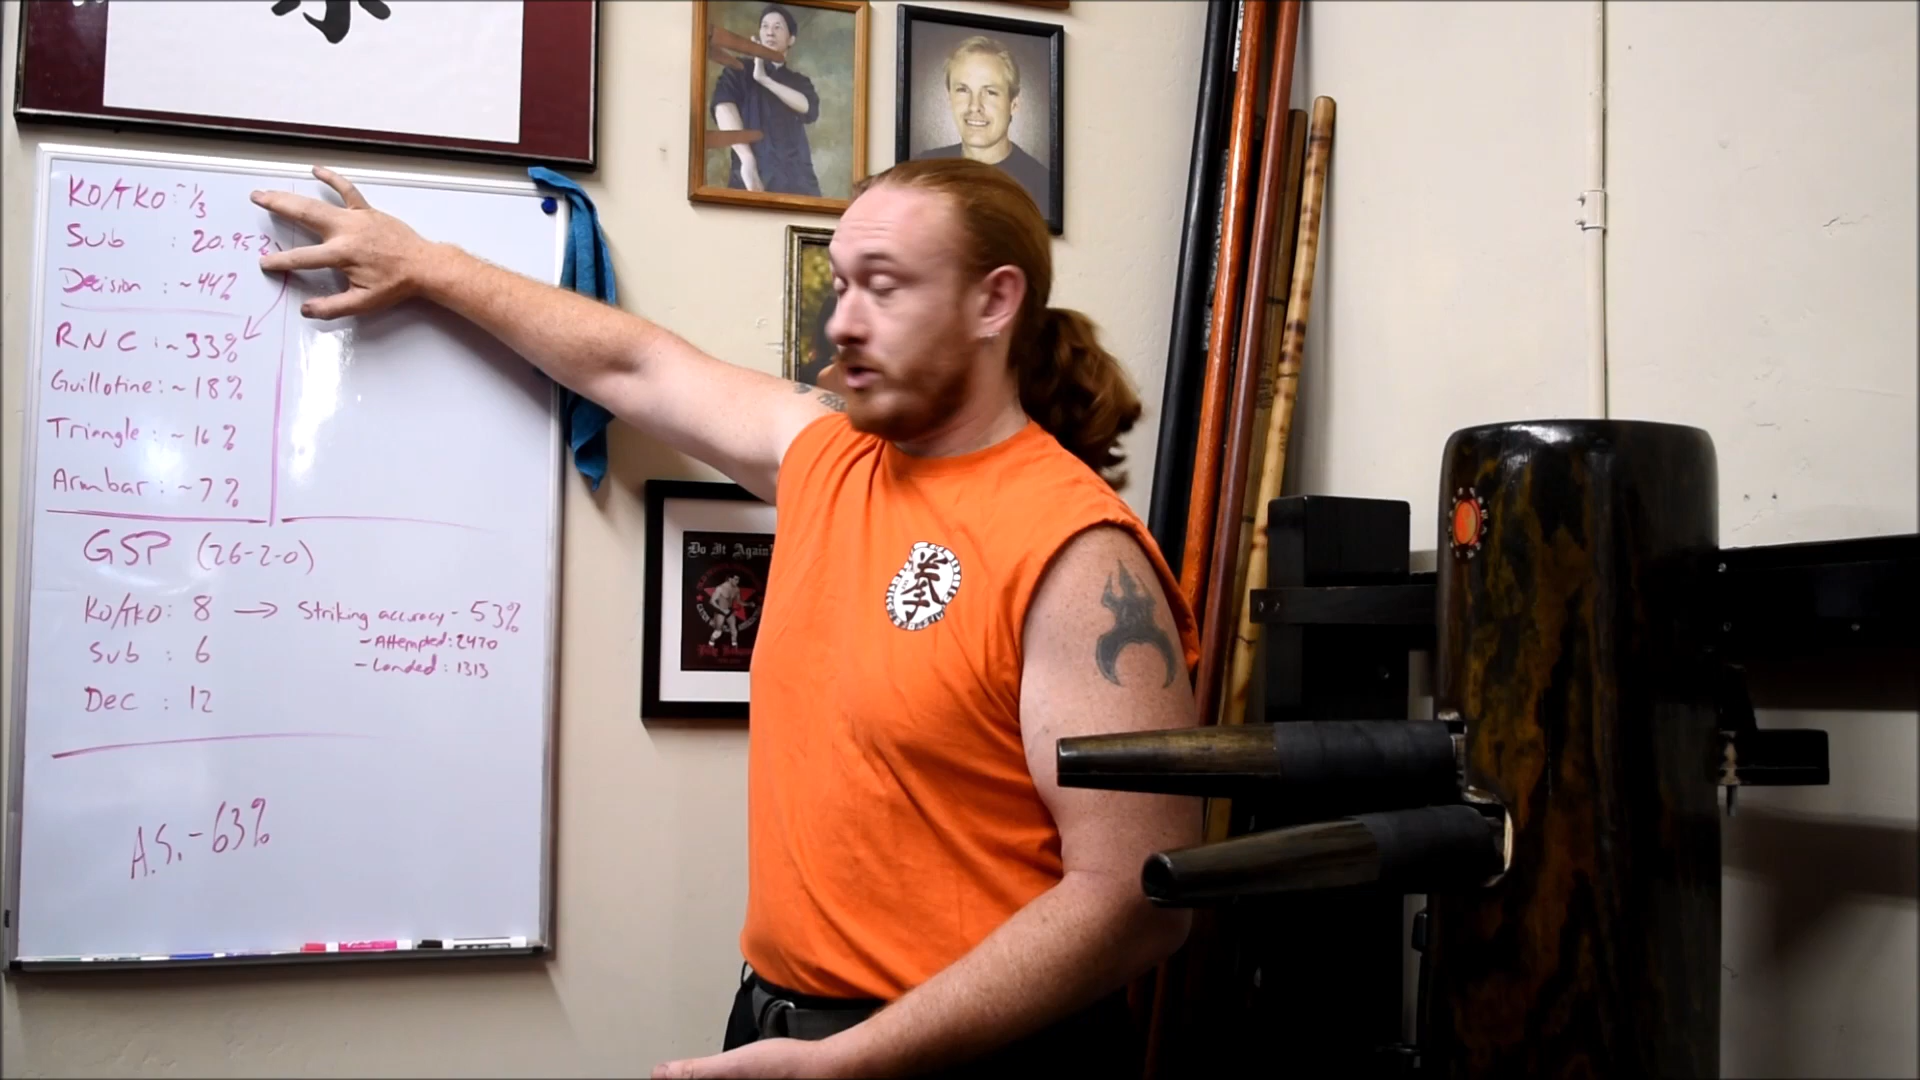 KO/TKO : ~ 1/3
Sub : 20.95%
Decision : ~44%
RNC : ~33%
Guillotine : ~18%
Triangle : ~16%
Armbar : ~7%
GSP (26-2-0)
KO/TKO: 8 → Striking accuracy - 53%
- Attempted: 2470
- Landed : 1313
Sub : 6
Dec : 12
A.S. - 63%
Do It Again!
拳